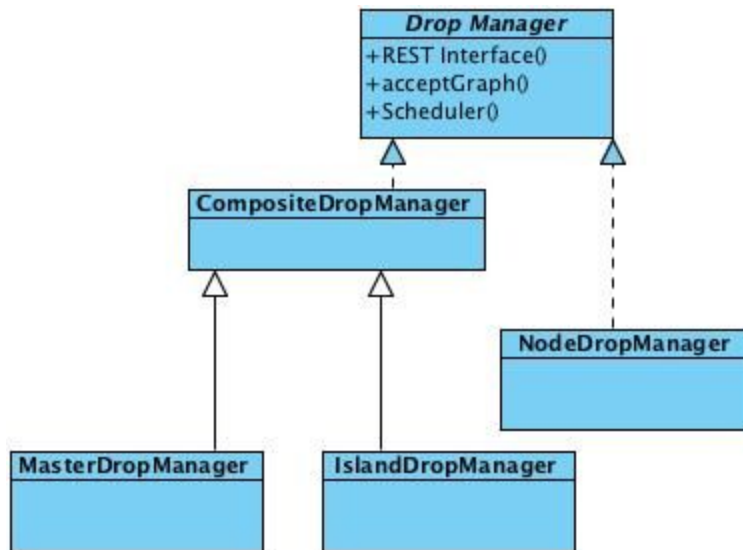 Drop Manager
+REST Interface()
+acceptGraph()
+Scheduler()
CompositeDropManager
NodeDropManager
MasterDropManager
IslandDropManager